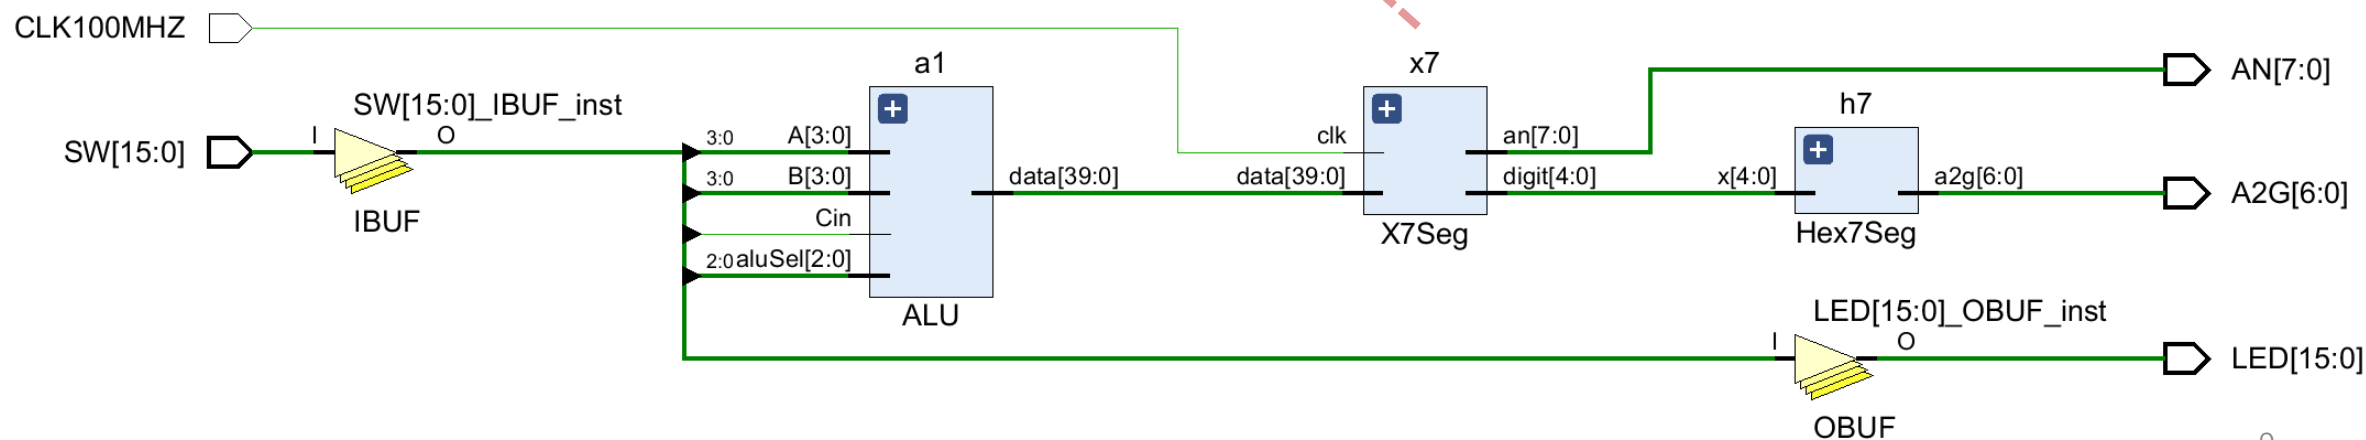 CLK100MHZ
a1
x7
AN[7:0]
SW[15:0]_IBUF_inst
h7
SW[15:0]
I
O
3:0
A[3:0]
clk
an[7:0]
3:0
B[3:0]
data[39:0]
data[39:0]
digit[4:0]
x[4:0]
a2g[6:0]
A2G[6:0]
IBUF
Cin
X7Seg
Hex7Seg
2:0
aluSel[2:0]
ALU
LED[15:0]_OBUF_inst
I
O
LED[15:0]
OBUF